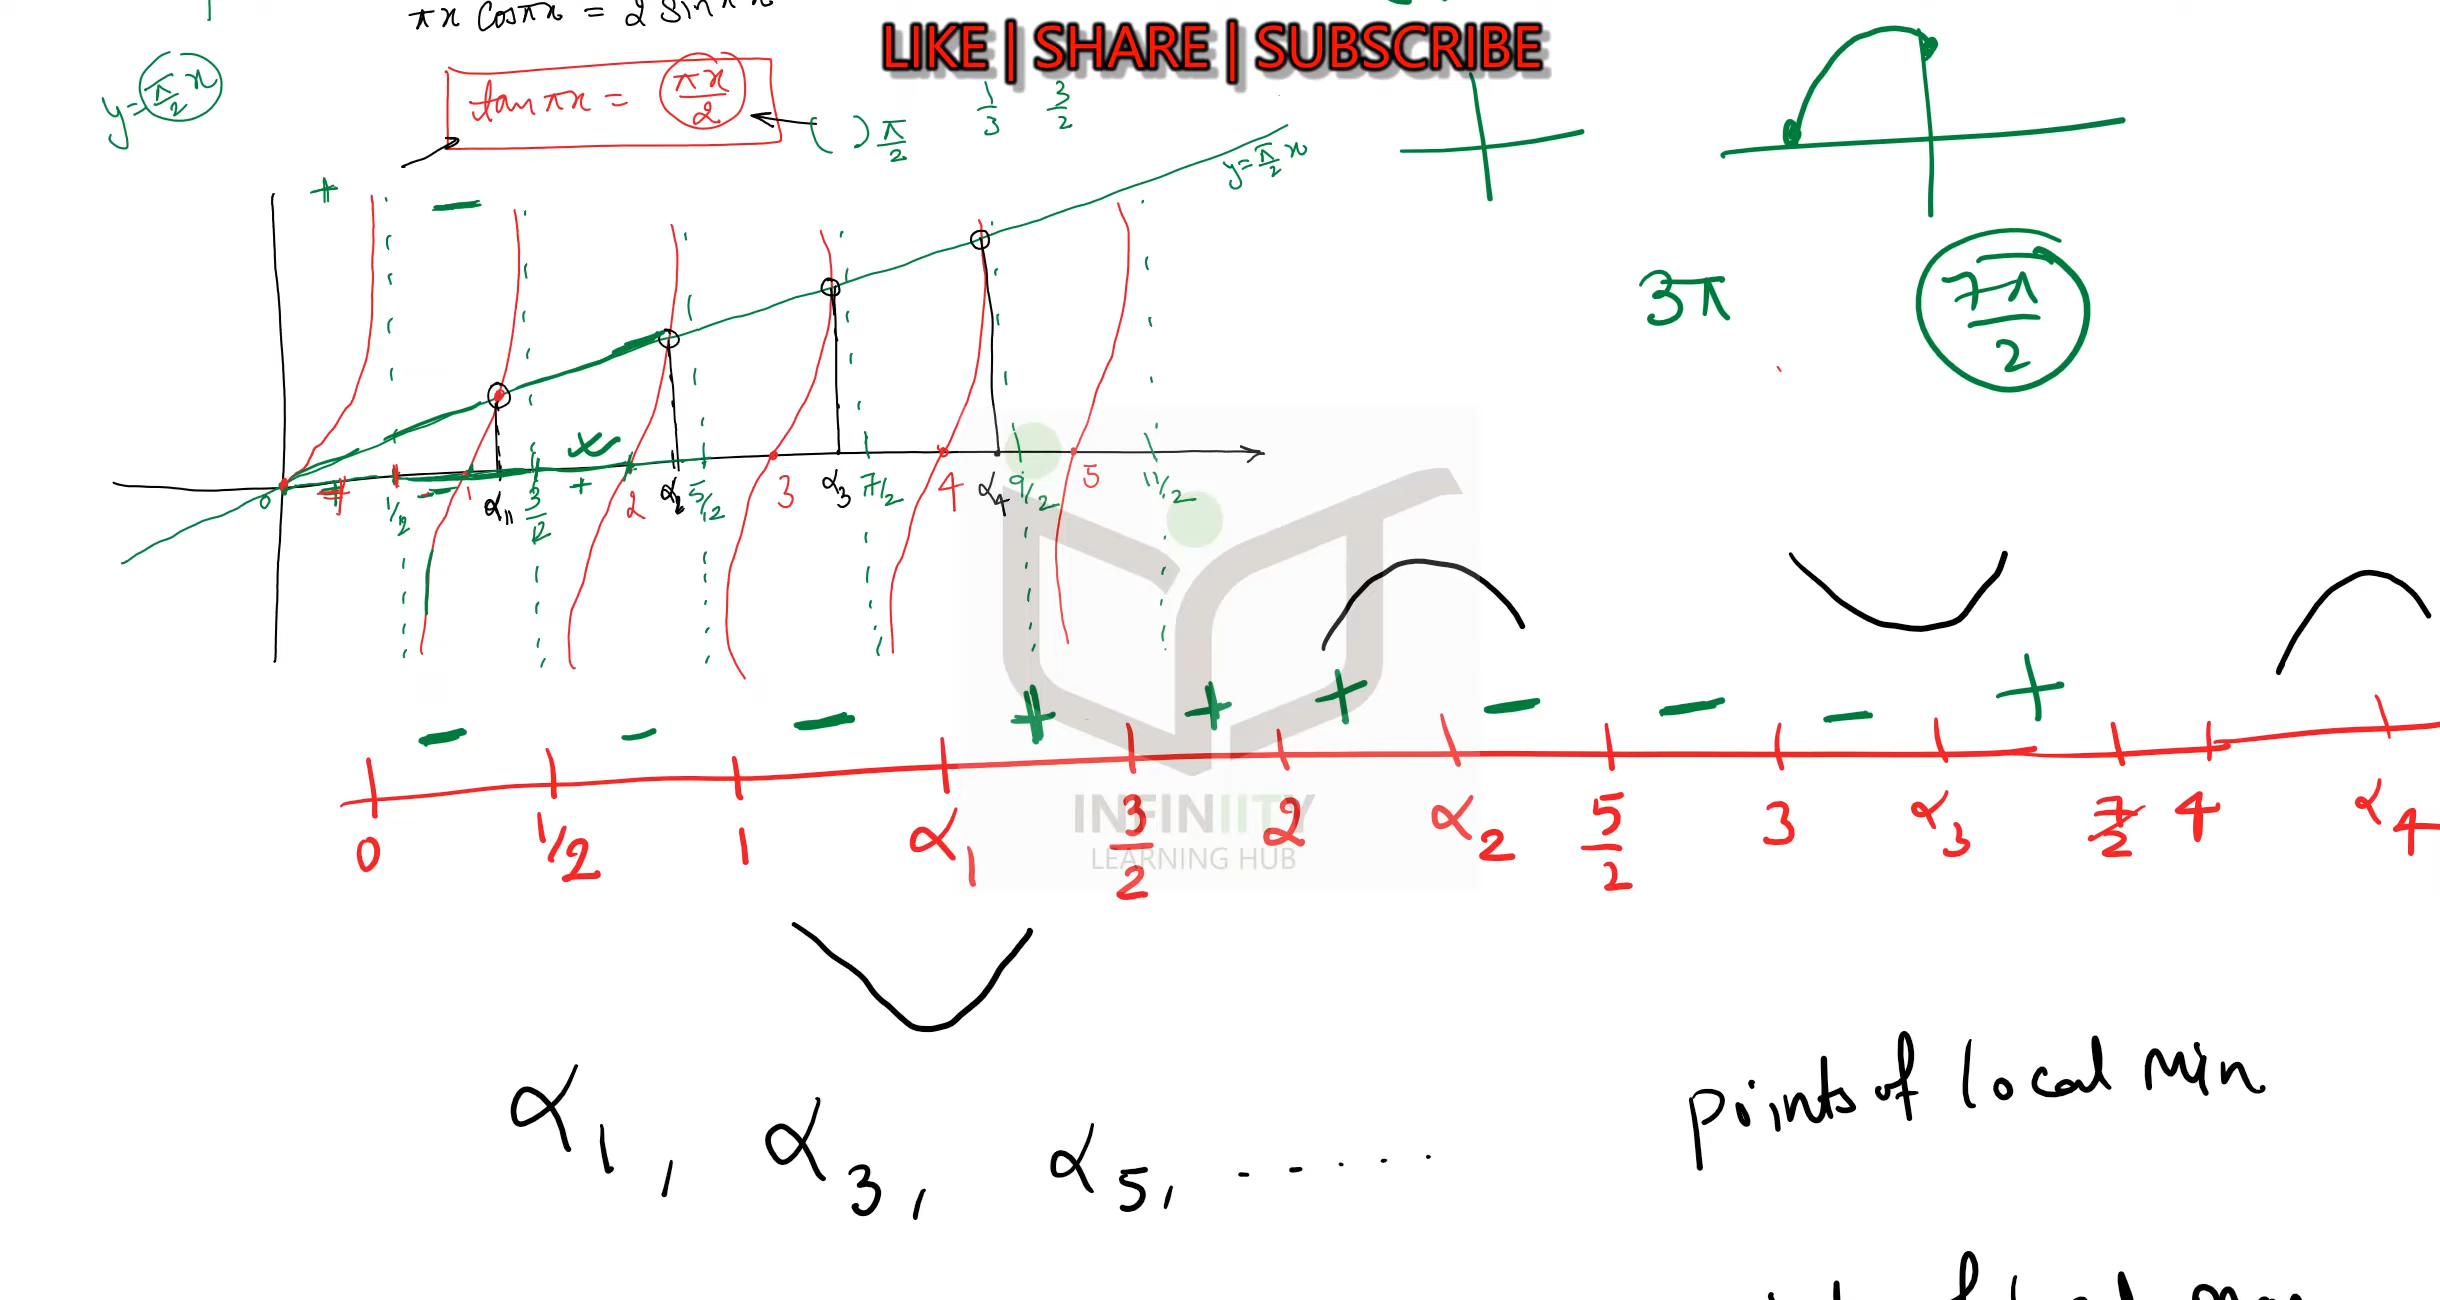 πx cosπx = 2 sinπx
LIKE | SHARE | SUBSCRIBE
y = π/2 x
tan πx = πx/2
( ) π/2
1/3 3/2
y = π/2 x
+ −
3π 7π/2
0 1/2 1 α1 3/2 + 2 α2 5/2 3 α3 7/2 4 α4 9/2 5 11/2
− − − + + + − − − +
0 1/2 1 α1 3/2 2 α2 5/2 3 α3 7/2 4 α4
INFINIITY
LEARNING HUB
α1, α3, α5, ......
points of local min